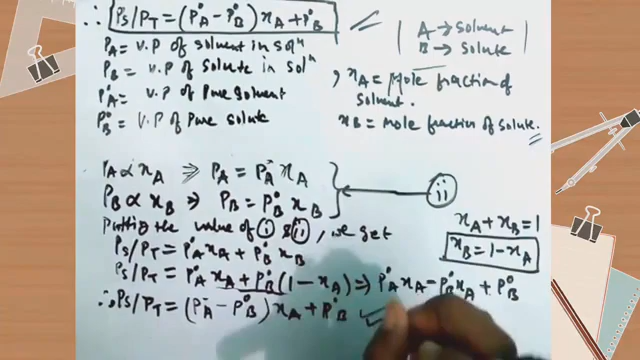 ∴ Ps/PT = (P°A − P°B) xA + P°B
A → Solvent
B → Solute
PA = V.P of solvent in solⁿ
PB = V.P of solute in solⁿ
P°A = V.P of Pure solvent
P°B = V.P of Pure solute
, xA = Mole fraction of
solvent.
xB = mole fraction of solute.
PA ∝ xA ⇒ PA = P°A xA
PB ∝ xB ⇒ PB = P°B xB
ii
Putting the value of i & ii, we get
xA + xB = 1
xB = 1 − xA
Ps/PT = P°A xA + P°B xB
Ps/PT = P°A xA + P°B (1 − xA) ⇒ P°A xA − P°B xA + P°B
∴ Ps/PT = (P°A − P°B) xA + P°B